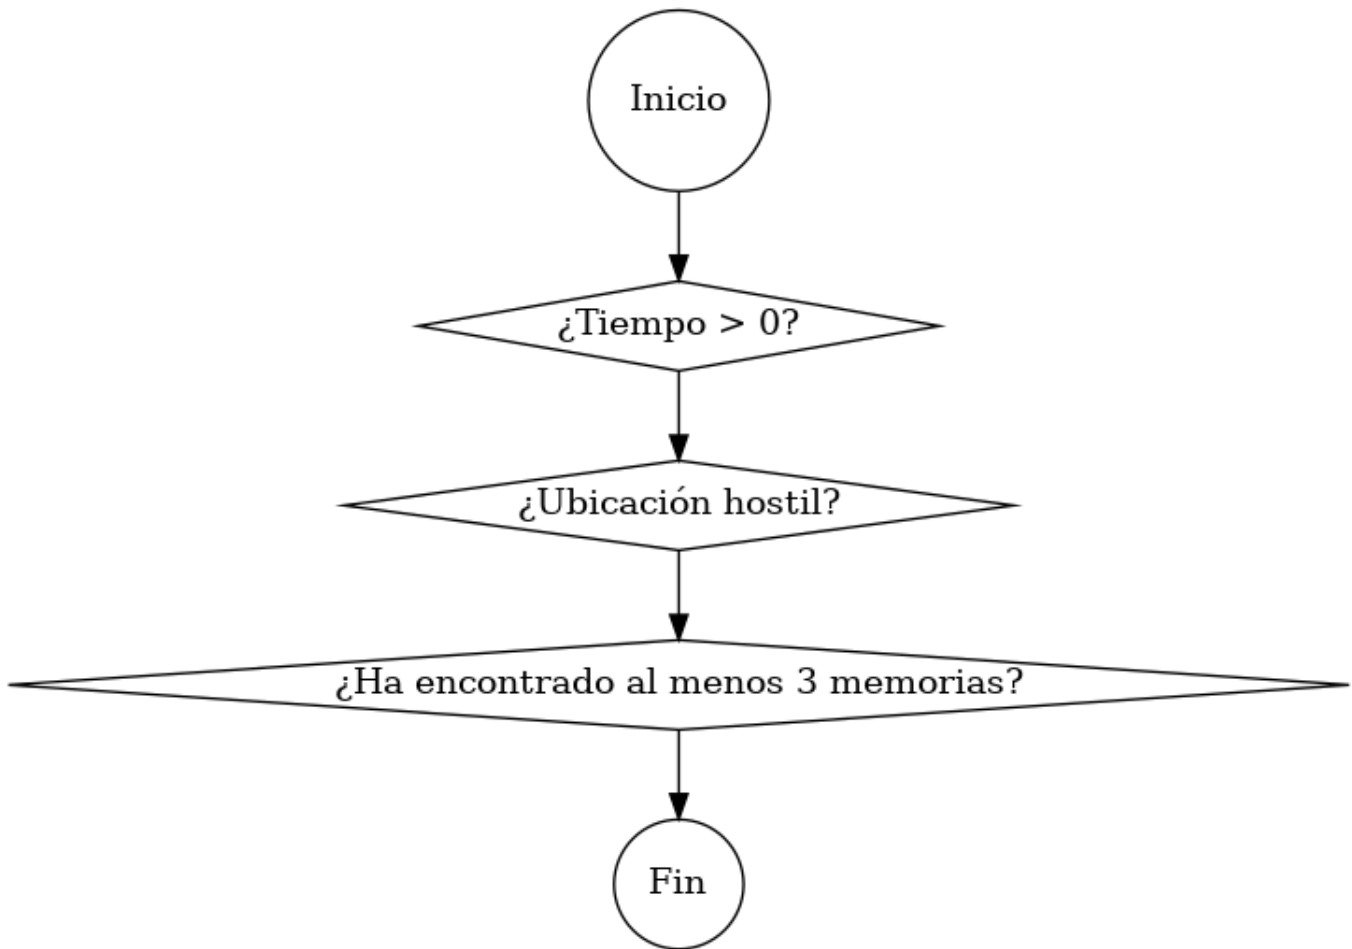 Inicio
¿Tiempo > 0?
¿Ubicación hostil?
¿Ha encontrado al menos 3 memorias?
Fin